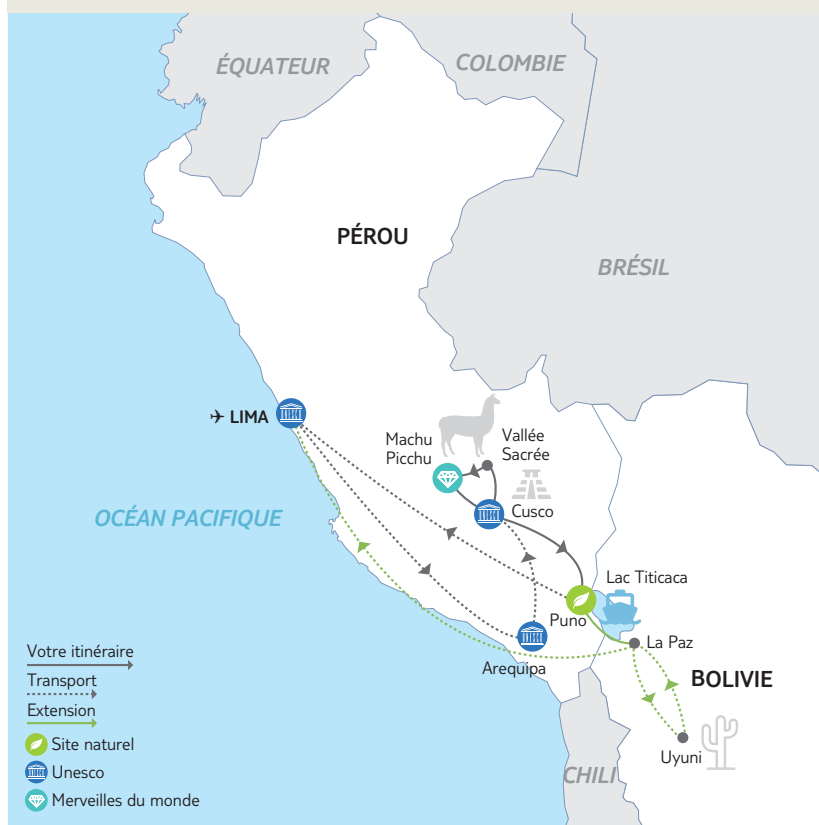 ÉQUATEUR
COLOMBIE
PÉROU
BRÉSIL
✈ LIMA
Machu
Picchu
Vallée
Sacrée
Cusco
OCÉAN PACIFIQUE
Lac Titicaca
Puno
La Paz
Arequipa
BOLIVIE
Uyuni
CHILI
Votre itinéraire
Transport
Extension
Site naturel
Unesco
Merveilles du monde